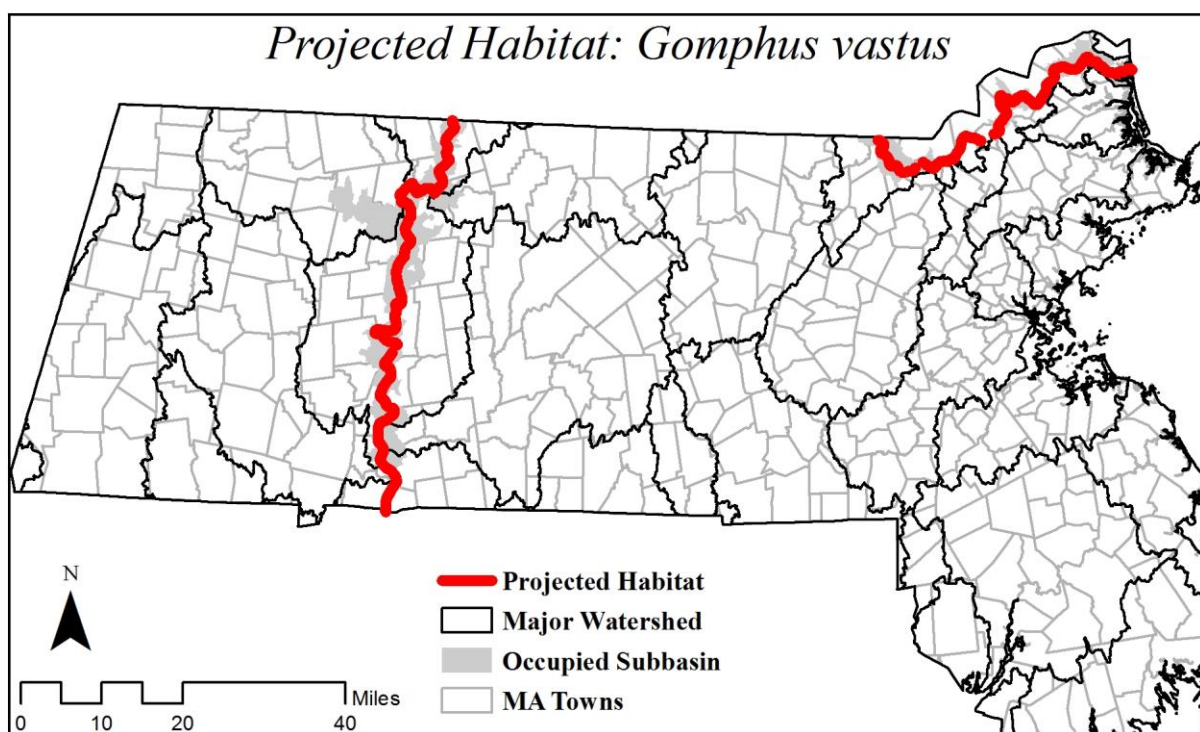 Projected Habitat: Gomphus vastus
N
Projected Habitat
Major Watershed
Occupied Subbasin
MA Towns
Miles
0 10 20 40